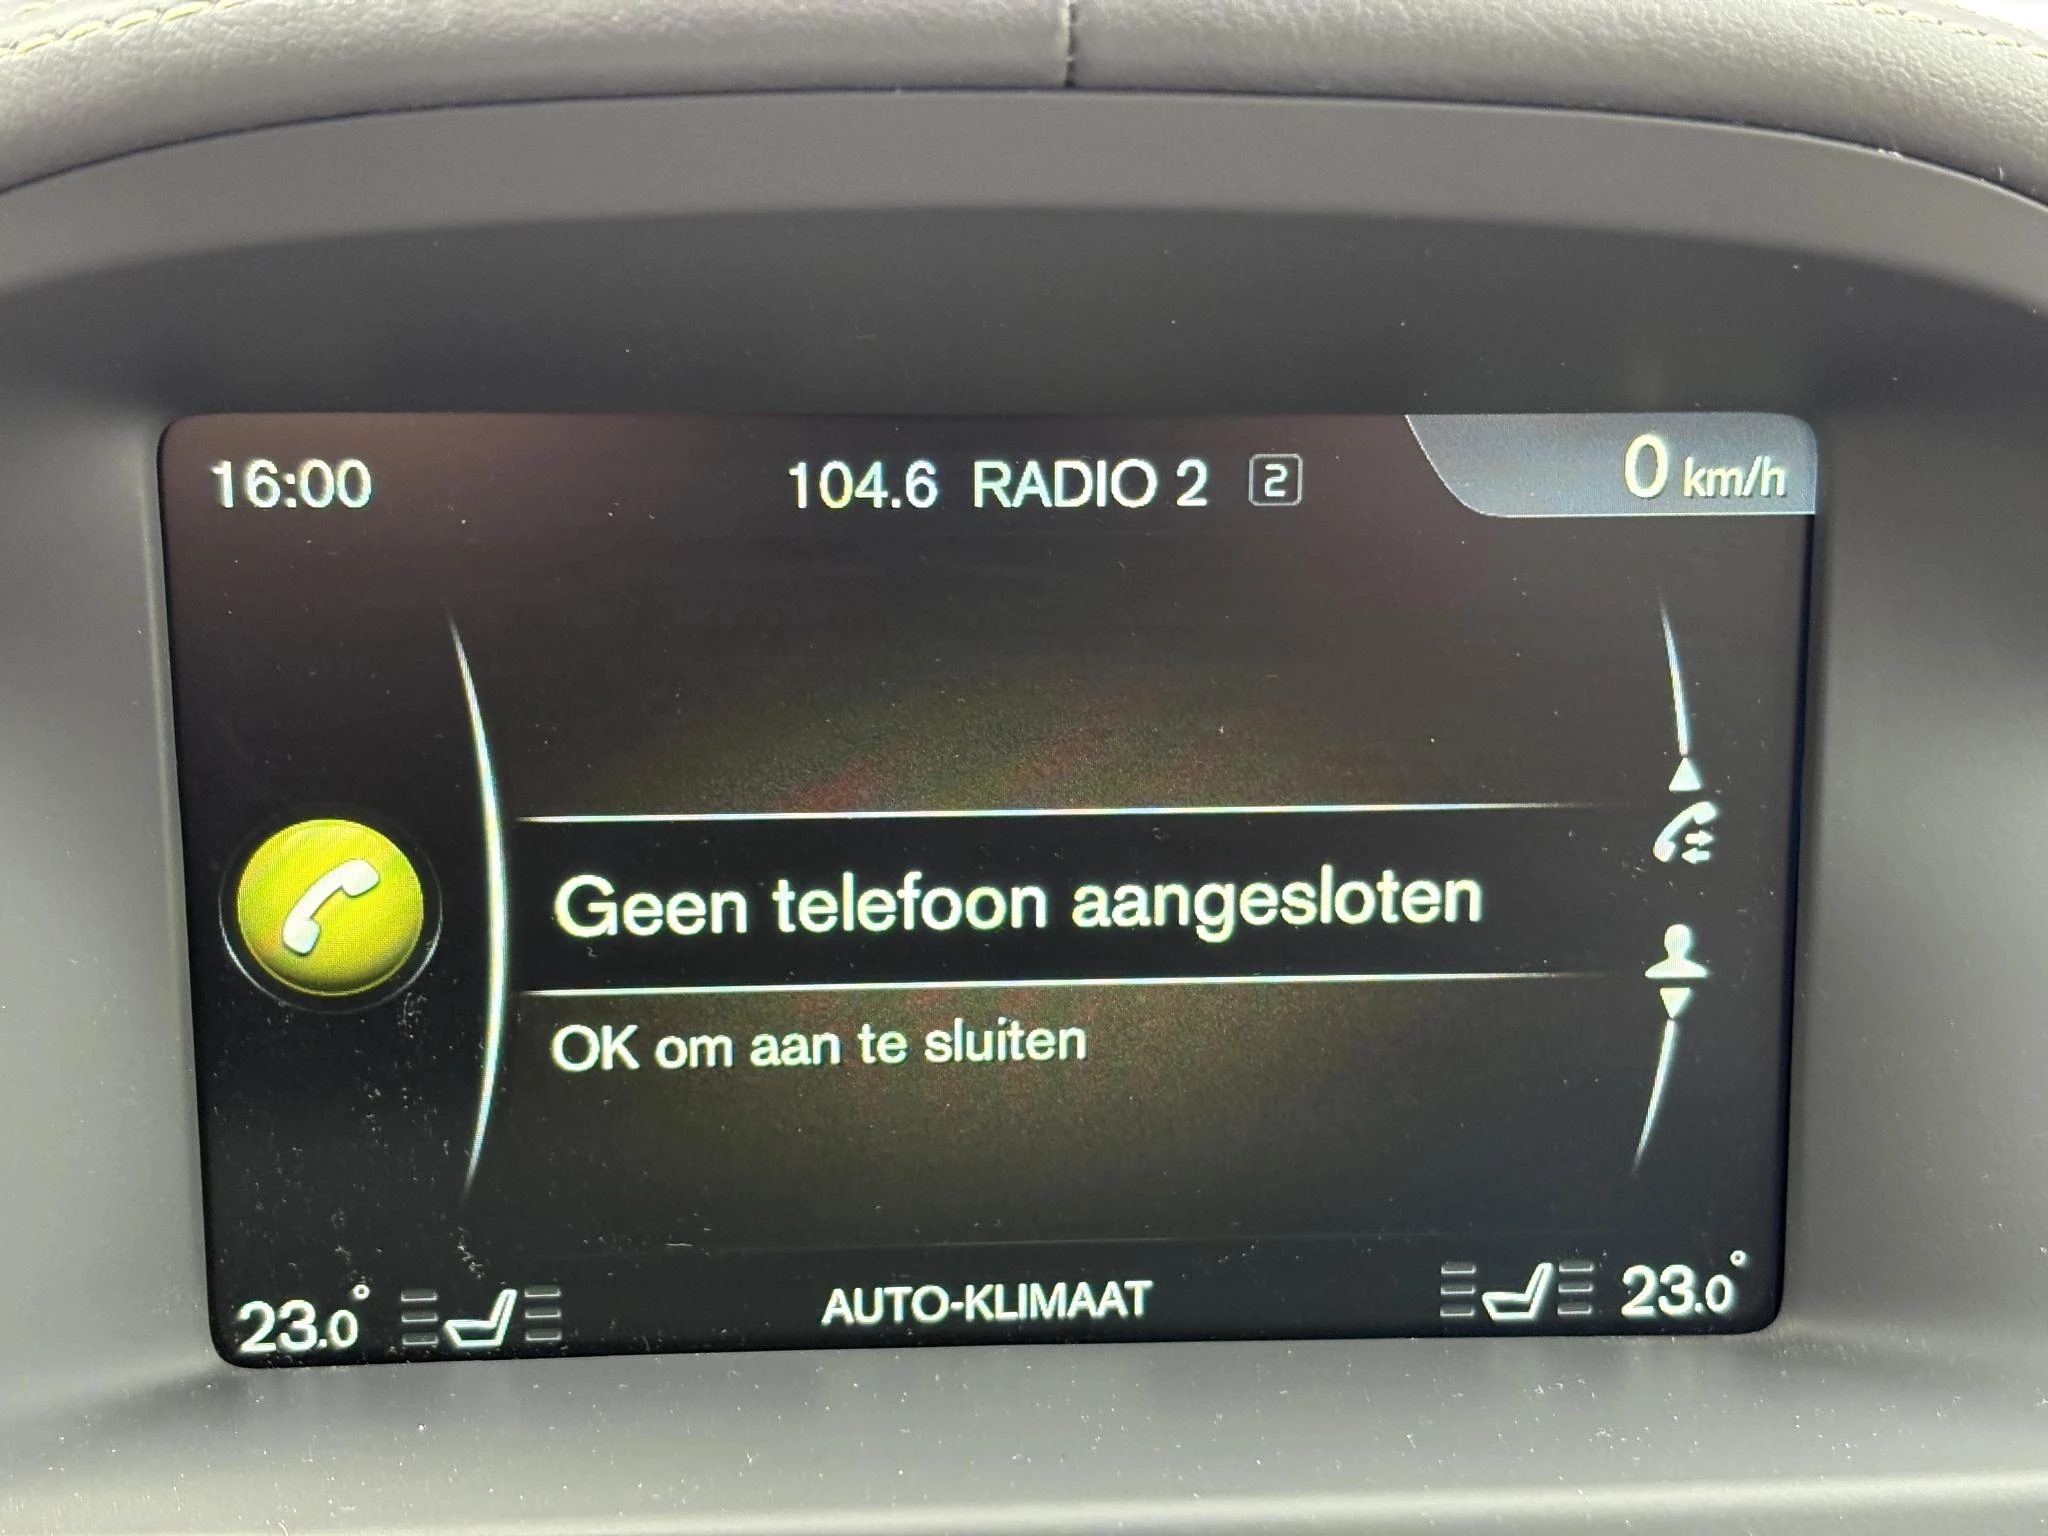 16:00
104.6 RADIO 2 2
0 km/h
Geen telefoon aangesloten
OK om aan te sluiten
23.0°
AUTO-KLIMAAT
23.0°